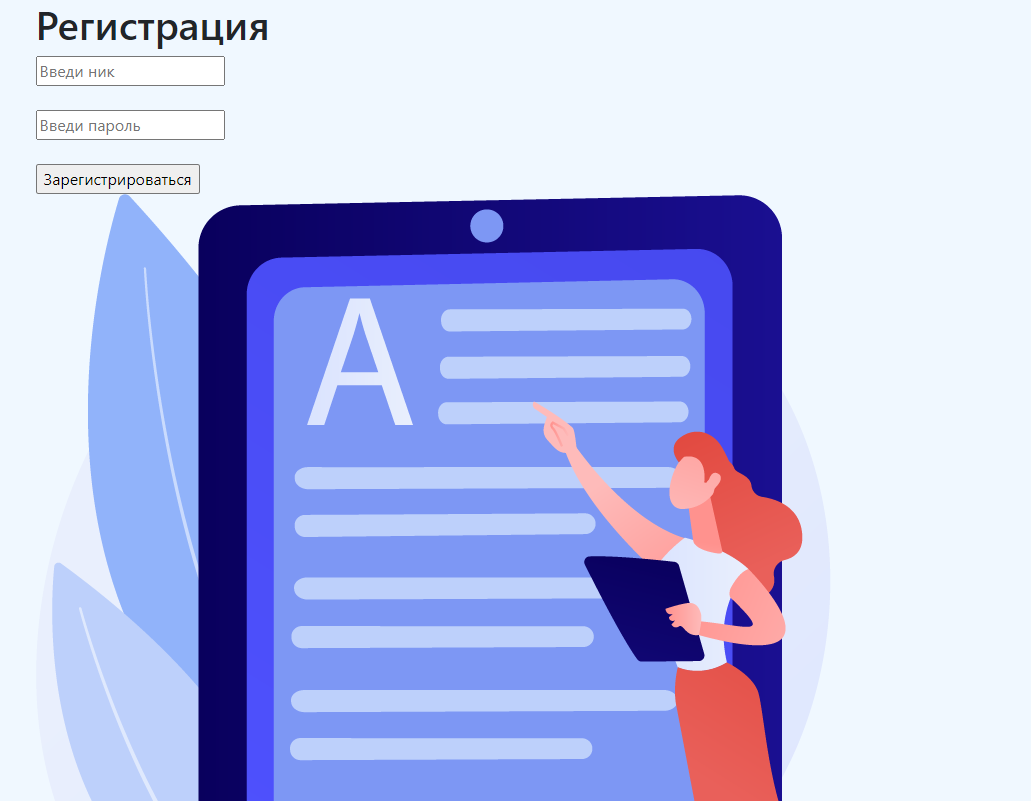 Регистрация
Введи ник
Введи пароль
Зарегистрироваться
A